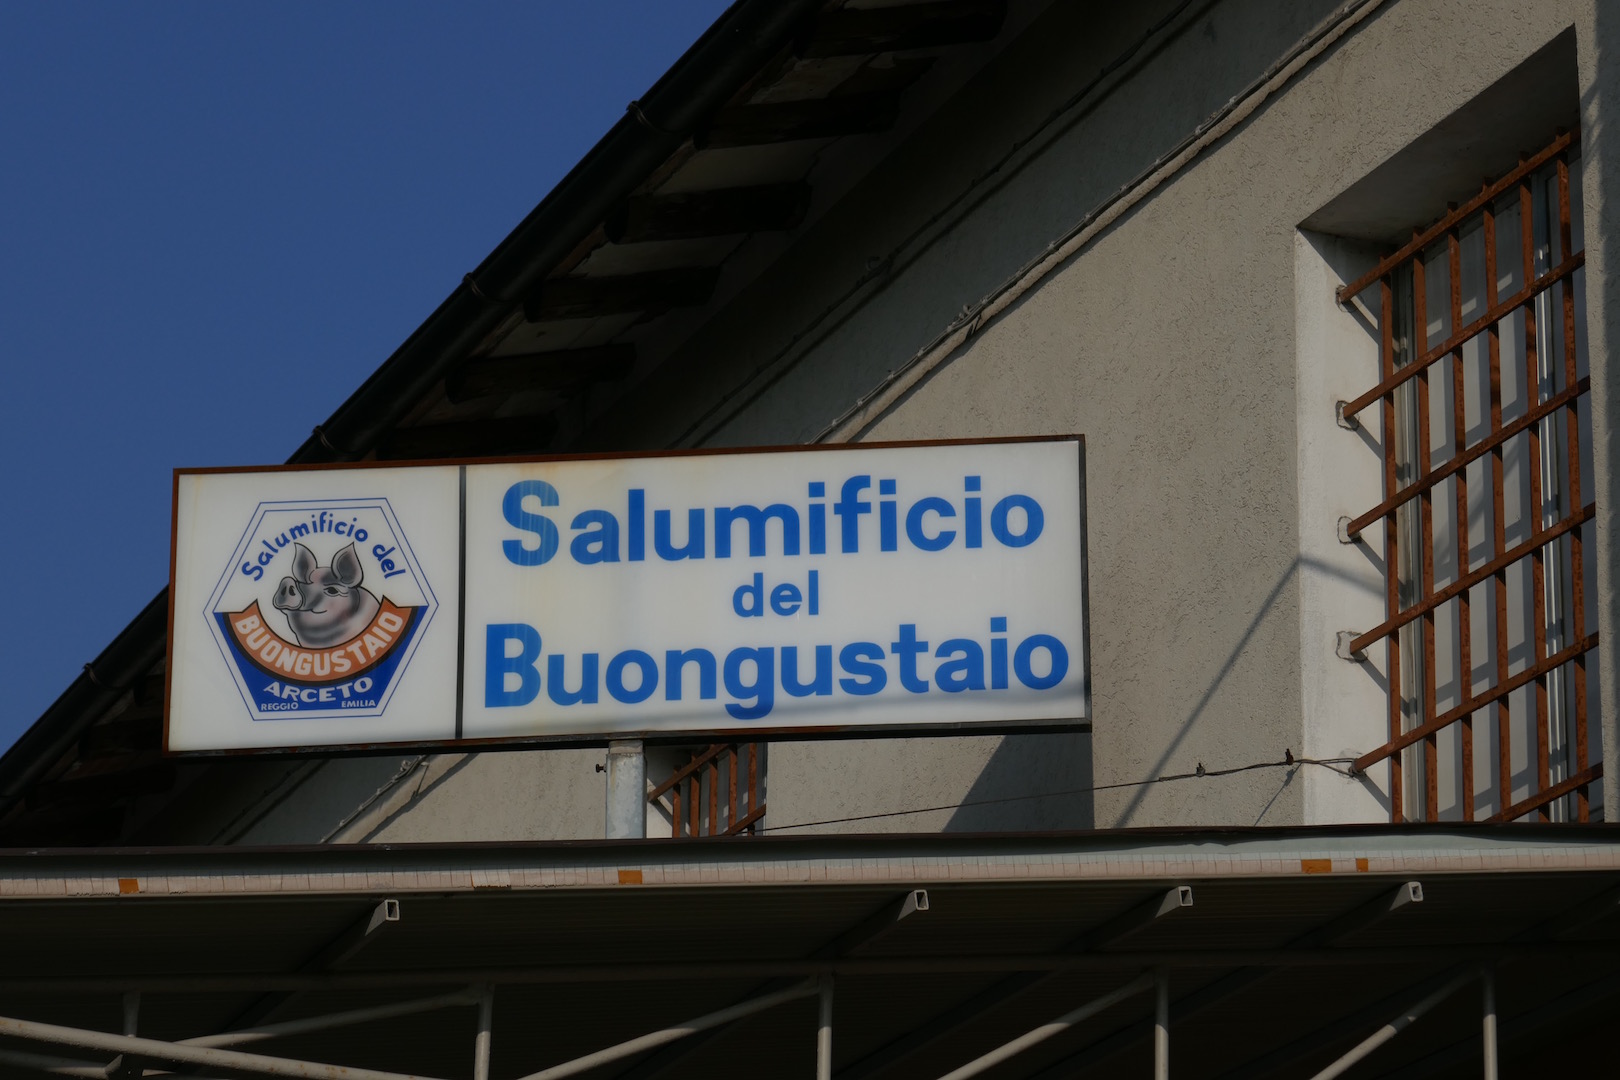 Salumificio del
BUONGUSTAIO
ARCETO
REGGIO EMILIA
Salumificio
del
Buongustaio